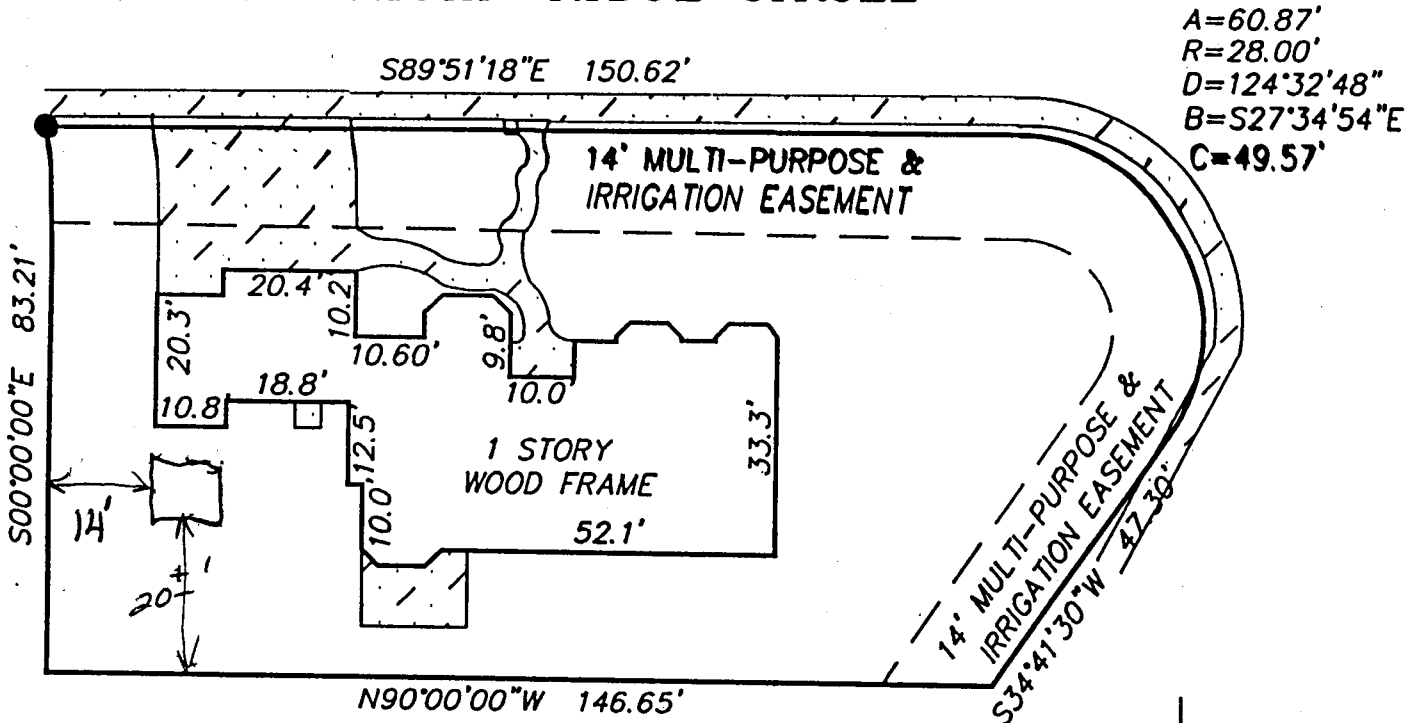 A=60.87'
R=28.00'
D=124°32'48"
B=S27°34'54"E
C=49.57'
S89°51'18"E 150.62'
14' MULTI-PURPOSE &
IRRIGATION EASEMENT
S00°00'00"E 83.21'
20.4'
10.2'
20.3'
10.60'
9.8'
10.0'
18.8'
10.8
12.5'
10.0'
1 STORY
WOOD FRAME
52.1'
33.3'
14'
20±'
14' MULTI-PURPOSE &
IRRIGATION EASEMENT
S34°41'30"W 47.30'
N90°00'00"W 146.65'